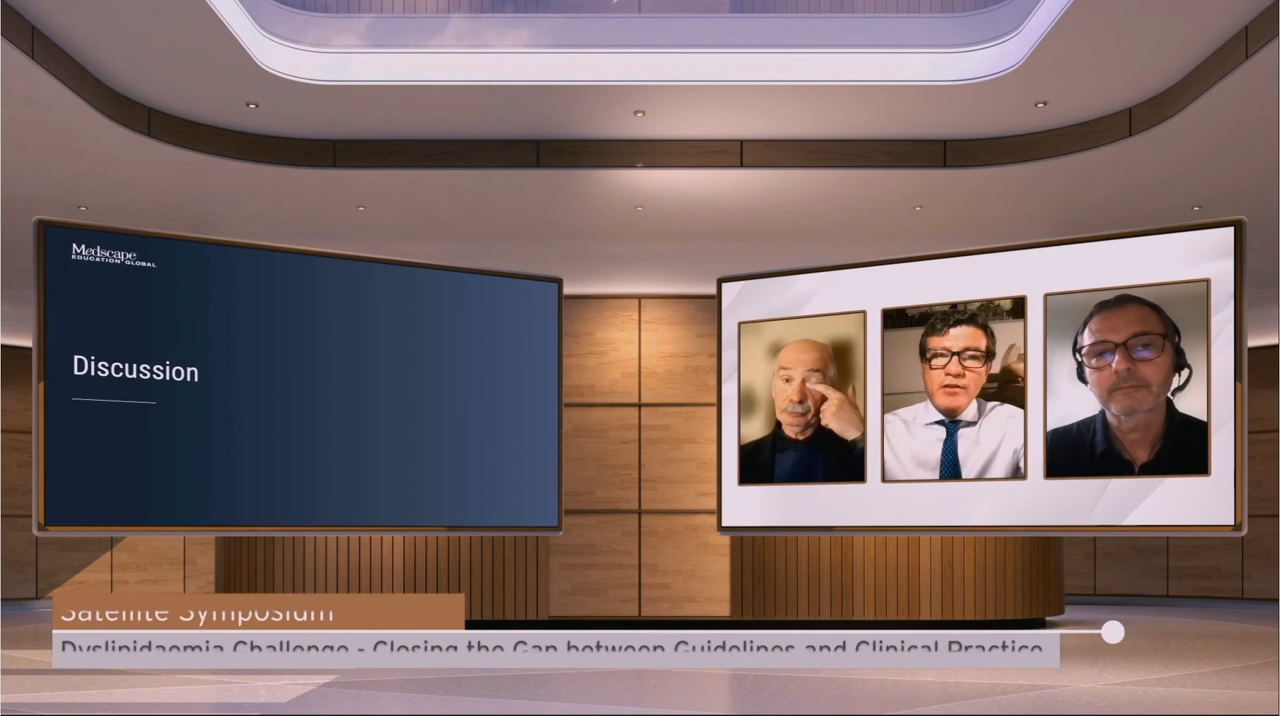 Medscape
EDUCATION GLOBAL
Discussion
Satellite Symposium
Dyslipidaemia Challenge - Closing the Gap between Guidelines and Clinical Practice